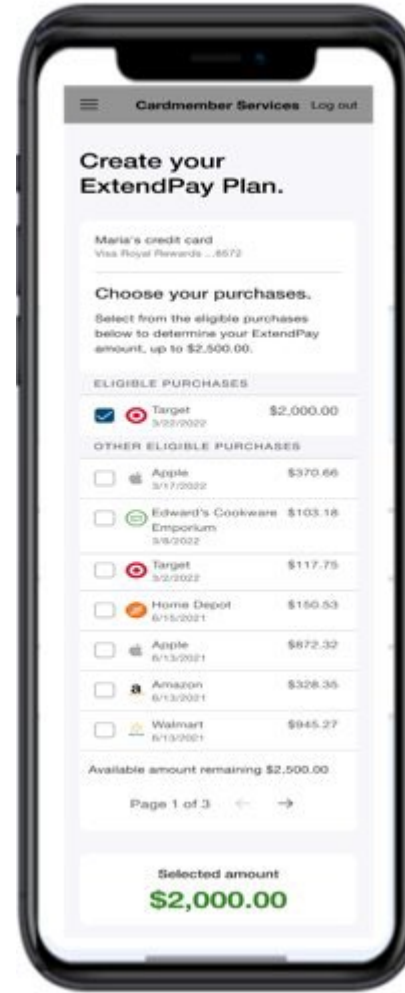 Cardmember Services Log out
Create your
ExtendPay Plan.
Maria's credit card
Visa Royal Rewards ...6672
Choose your purchases.
Select from the eligible purchases
below to determine your ExtendPay
amount, up to $2,500.00.
ELIGIBLE PURCHASES
Target $2,000.00
3/22/2022
OTHER ELIGIBLE PURCHASES
Apple $370.66
3/17/2022
Edward's Cookware $103.18
Emporium
3/8/2022
Target $117.75
3/2/2022
Home Depot $150.53
6/15/2021
Apple $872.32
6/13/2021
a Amazon $328.35
6/13/2021
Walmart $945.27
6/13/2021
Available amount remaining $2,500.00
Page 1 of 3 ← →
Selected amount
$2,000.00